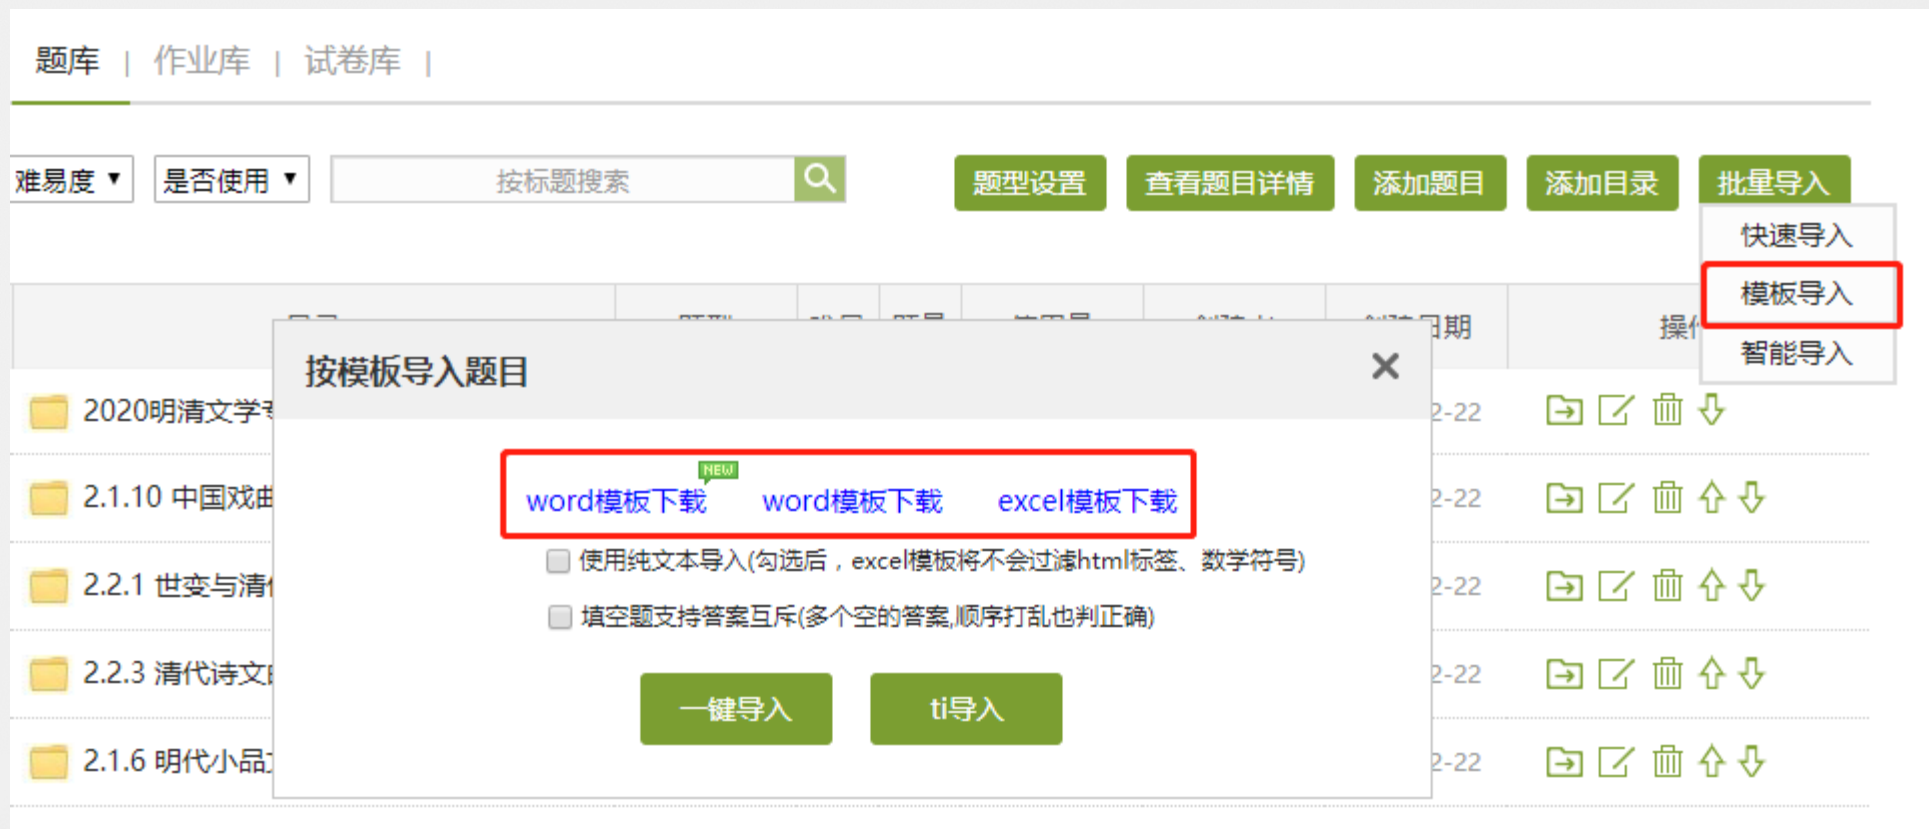 题库 | 作业库 | 试卷库 |
难易度 ▼ 是否使用 ▼ 按标题搜索 题型设置 查看题目详情 添加题目 添加目录 批量导入
快速导入
模板导入
智能导入
日期
按模板导入题目
2020明清文学 2-22
NEW
word模板下载 word模板下载 excel模板下载
2.1.10 中国戏曲 2-22
使用纯文本导入(勾选后，excel模板将不会过滤html标签、数学符号)
2.2.1 世变与清 2-22
填空题支持答案互斥(多个空的答案,顺序打乱也判正确)
2.2.3 清代诗文 2-22
一键导入 ti导入
2.1.6 明代小品 2-22